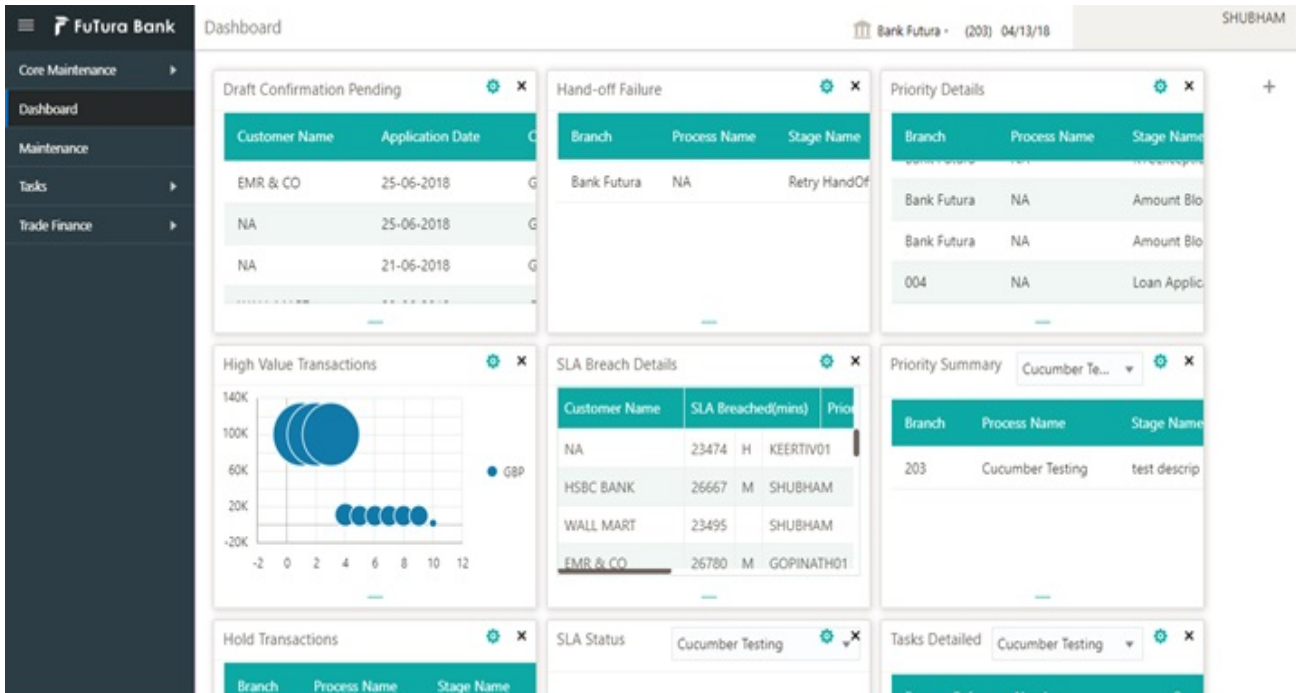 FuTura Bank
Dashboard
Bank Futura - (203) 04/13/18
SHUBHAM
Core Maintenance
Dashboard
Maintenance
Tasks
Trade Finance
Draft Confirmation Pending
Customer Name Application Date C
EMR & CO 25-06-2018 G
NA 25-06-2018 G
NA 21-06-2018 G
Hand-off Failure
Branch Process Name Stage Name
Bank Futura NA Retry HandOf
Priority Details
Branch Process Name Stage Name
Bank Futura NA Amount Blo
Bank Futura NA Amount Blo
004 NA Loan Applic
High Value Transactions
140K
100K
60K
20K
-20K
-2 0 2 4 6 8 10 12
GBP
SLA Breach Details
Customer Name SLA Breached(mins) Prior
NA 23474 H KEERTIV01
HSBC BANK 26667 M SHUBHAM
WALL MART 23495 SHUBHAM
EMR & CO 26780 M GOPINATH01
Priority Summary Cucumber Te...
Branch Process Name Stage Name
203 Cucumber Testing test descrip
Hold Transactions
Branch Process Name Stage Name
SLA Status Cucumber Testing
Tasks Detailed Cucumber Testing